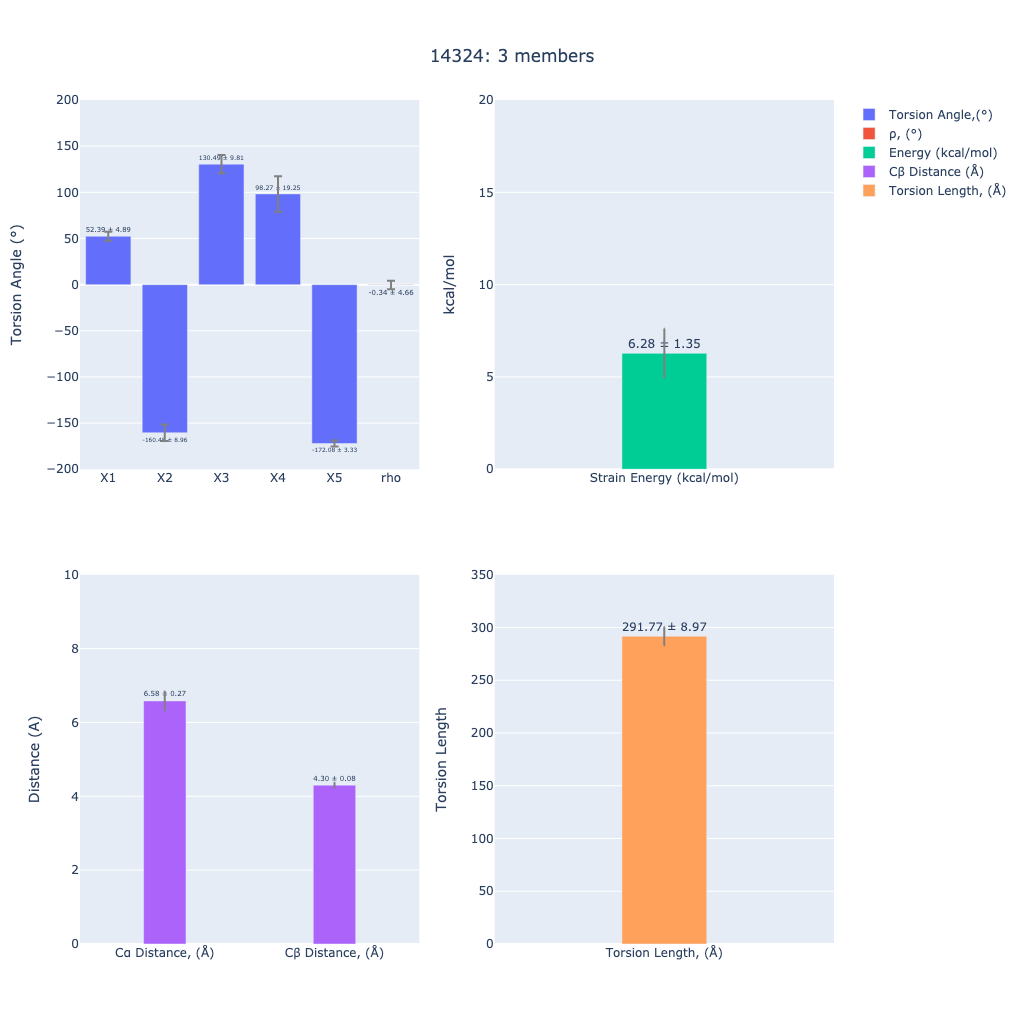 14324: 3 members
Torsion Angle (°)
200
150
100
50
0
−50
−100
−150
−200
52.39 ± 4.89
130.49 ± 9.81
98.27 ± 19.25
-172.08 ± 3.33
-0.34 ± 4.66
X1 X2 X3 X4 X5 rho
kcal/mol
20
15
10
5
0
6.28 ± 1.35
Strain Energy (kcal/mol)
Torsion Angle,(°)
ρ, (°)
Energy (kcal/mol)
Cβ Distance (Å)
Torsion Length, (Å)
Distance (A)
10
8
6
4
2
0
6.58 ± 0.27
4.30 ± 0.08
Cα Distance, (Å) Cβ Distance, (Å)
Torsion Length
350
300
250
200
150
100
50
0
291.77 ± 8.97
Torsion Length, (Å)